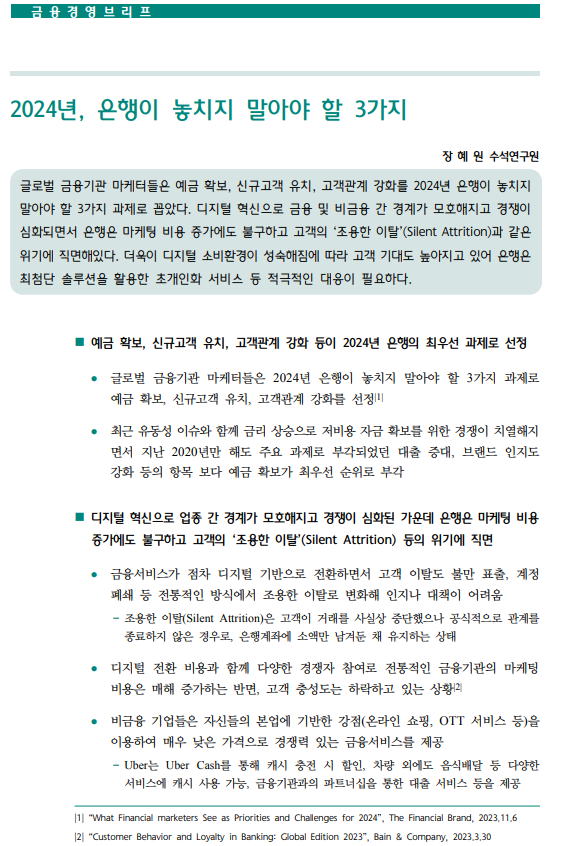 금융경영브리프
2024년, 은행이 놓치지 말아야 할 3가지
장 혜 원 수석연구원
글로벌 금융기관 마케터들은 예금 확보, 신규고객 유치, 고객관계 강화를 2024년 은행이 놓치지
말아야 할 3가지 과제로 꼽았다. 디지털 혁신으로 금융 및 비금융 간 경계가 모호해지고 경쟁이
심화되면서 은행은 마케팅 비용 증가에도 불구하고 고객의 ‘조용한 이탈’(Silent Attrition)과 같은
위기에 직면해있다. 더욱이 디지털 소비환경이 성숙해짐에 따라 고객 기대도 높아지고 있어 은행은
최첨단 솔루션을 활용한 초개인화 서비스 등 적극적인 대응이 필요하다.
■ 예금 확보, 신규고객 유치, 고객관계 강화 등이 2024년 은행의 최우선 과제로 선정
● 글로벌 금융기관 마케터들은 2024년 은행이 놓치지 말아야 할 3가지 과제로
예금 확보, 신규고객 유치, 고객관계 강화를 선정|1|
● 최근 유동성 이슈와 함께 금리 상승으로 저비용 자금 확보를 위한 경쟁이 치열해지
면서 지난 2020년만 해도 주요 과제로 부각되었던 대출 증대, 브랜드 인지도
강화 등의 항목 보다 예금 확보가 최우선 순위로 부각
■ 디지털 혁신으로 업종 간 경계가 모호해지고 경쟁이 심화된 가운데 은행은 마케팅 비용
증가에도 불구하고 고객의 ‘조용한 이탈’(Silent Attrition) 등의 위기에 직면
● 금융서비스가 점차 디지털 기반으로 전환하면서 고객 이탈도 불만 표출, 계정
폐쇄 등 전통적인 방식에서 조용한 이탈로 변화해 인지나 대책이 어려움
− 조용한 이탈(Silent Attrition)은 고객이 거래를 사실상 중단했으나 공식적으로 관계를
종료하지 않은 경우로, 은행계좌에 소액만 남겨둔 채 유지하는 상태
● 디지털 전환 비용과 함께 다양한 경쟁자 참여로 전통적인 금융기관의 마케팅
비용은 매해 증가하는 반면, 고객 충성도는 하락하고 있는 상황|2|
● 비금융 기업들은 자신들의 본업에 기반한 강점(온라인 쇼핑, OTT 서비스 등)을
이용하여 매우 낮은 가격으로 경쟁력 있는 금융서비스를 제공
− Uber는 Uber Cash를 통해 캐시 충전 시 할인, 차량 외에도 음식배달 등 다양한
서비스에 캐시 사용 가능, 금융기관과의 파트너십을 통한 대출 서비스 등을 제공
|1| “What Financial marketers See as Priorities and Challenges for 2024”, The Financial Brand, 2023,11,6
|2| “Customer Behavior and Loyalty in Banking: Global Edition 2023”, Bain & Company, 2023,3,30